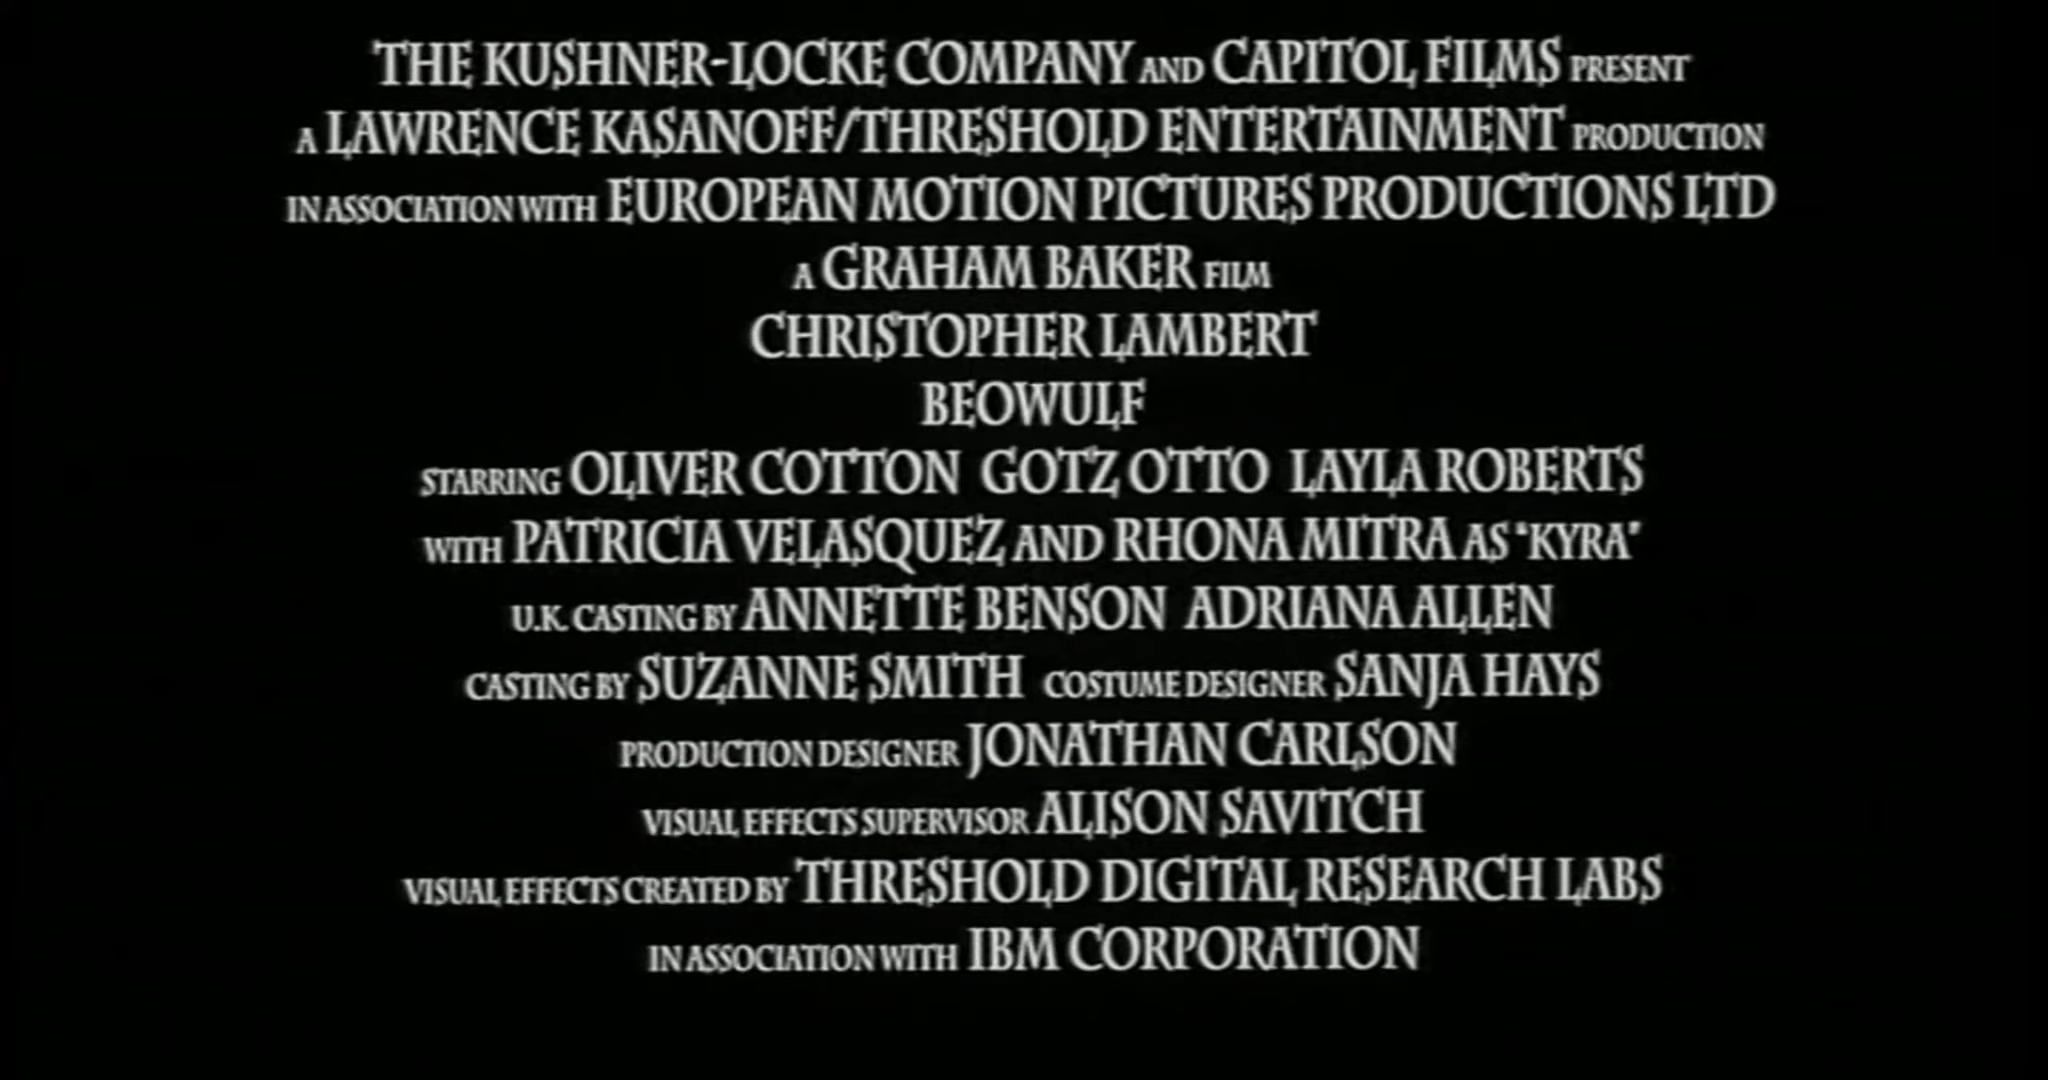 THE KUSHNER-LOCKE COMPANY AND CAPITOL FILMS PRESENT
A LAWRENCE KASANOFF/THRESHOLD ENTERTAINMENT PRODUCTION
IN ASSOCIATION WITH EUROPEAN MOTION PICTURES PRODUCTIONS LTD
A GRAHAM BAKER FILM
CHRISTOPHER LAMBERT
BEOWULF
STARRING OLIVER COTTON GOTZ OTTO LAYLA ROBERTS
WITH PATRICIA VELASQUEZ AND RHONA MITRA AS "KYRA"
U.K. CASTING BY ANNETTE BENSON ADRIANA ALLEN
CASTING BY SUZANNE SMITH COSTUME DESIGNER SANJA HAYS
PRODUCTION DESIGNER JONATHAN CARLSON
VISUAL EFFECTS SUPERVISOR ALISON SAVITCH
VISUAL EFFECTS CREATED BY THRESHOLD DIGITAL RESEARCH LABS
IN ASSOCIATION WITH IBM CORPORATION